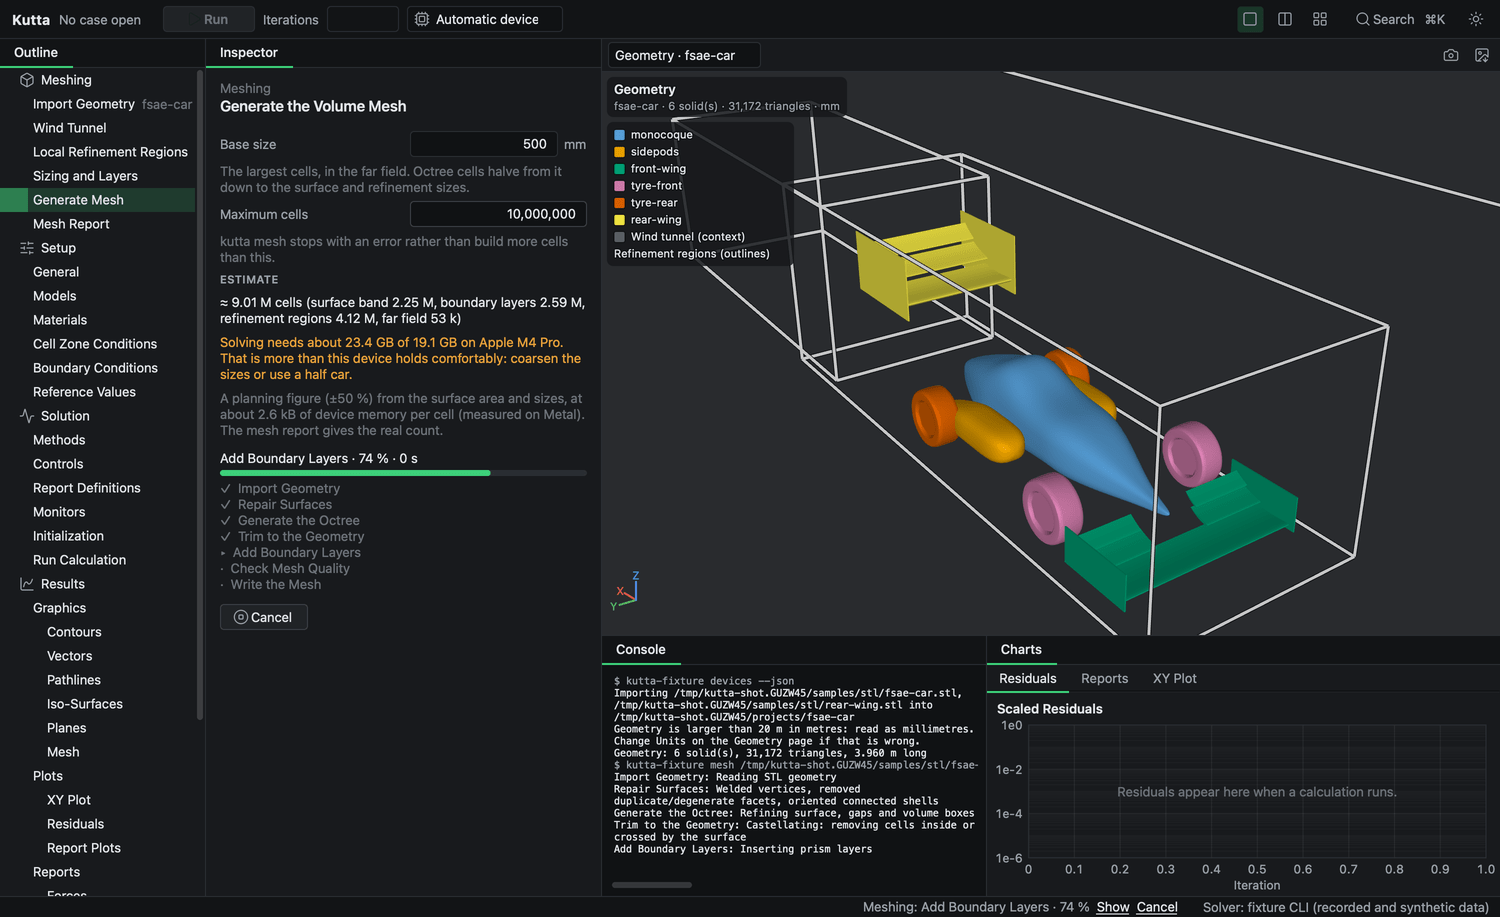 Kutta
No case open
Run
Iterations
Automatic device
Search ⌘K
Outline
Meshing
Import Geometry fsae-car
Wind Tunnel
Local Refinement Regions
Sizing and Layers
Generate Mesh
Mesh Report
Setup
General
Models
Materials
Cell Zone Conditions
Boundary Conditions
Reference Values
Solution
Methods
Controls
Report Definitions
Monitors
Initialization
Run Calculation
Results
Graphics
Contours
Vectors
Pathlines
Iso-Surfaces
Planes
Mesh
Plots
XY Plot
Residuals
Report Plots
Reports
Forces
Inspector
Meshing
Generate the Volume Mesh
Base size 500 mm
The largest cells, in the far field. Octree cells halve from it
down to the surface and refinement sizes.
Maximum cells 10,000,000
kutta mesh stops with an error rather than build more cells
than this.
ESTIMATE
≈ 9.01 M cells (surface band 2.25 M, boundary layers 2.59 M,
refinement regions 4.12 M, far field 53 k)
Solving needs about 23.4 GB of 19.1 GB on Apple M4 Pro.
That is more than this device holds comfortably: coarsen the
sizes or use a half car.
A planning figure (±50 %) from the surface area and sizes, at
about 2.6 kB of device memory per cell (measured on Metal).
The mesh report gives the real count.
Add Boundary Layers · 74 % · 0 s
✓ Import Geometry
✓ Repair Surfaces
✓ Generate the Octree
✓ Trim to the Geometry
▸ Add Boundary Layers
· Check Mesh Quality
· Write the Mesh
Cancel
Geometry · fsae-car
Geometry
fsae-car · 6 solid(s) · 31,172 triangles · mm
monocoque
sidepods
front-wing
tyre-front
tyre-rear
rear-wing
Wind tunnel (context)
Refinement regions (outlines)
Z
X
Y
Console
$ kutta-fixture devices --json
Importing /tmp/kutta-shot.GUZW45/samples/stl/fsae-car.stl,
/tmp/kutta-shot.GUZW45/samples/stl/rear-wing.stl into
/tmp/kutta-shot.GUZW45/projects/fsae-car
Geometry is larger than 20 m in metres: read as millimetres.
Change Units on the Geometry page if that is wrong.
Geometry: 6 solid(s), 31,172 triangles, 3.960 m long
$ kutta-fixture mesh /tmp/kutta-shot.GUZW45/samples/stl/fsae-
Import Geometry: Reading STL geometry
Repair Surfaces: Welded vertices, removed
duplicate/degenerate facets, oriented connected shells
Generate the Octree: Refining surface, gaps and volume boxes
Trim to the Geometry: Castellating: removing cells inside or
crossed by the surface
Add Boundary Layers: Inserting prism layers
Charts
Residuals Reports XY Plot
Scaled Residuals
1e0
1e-2
1e-4
1e-6
Residuals appear here when a calculation runs.
0 0.1 0.2 0.3 0.4 0.5 0.6 0.7 0.8 0.9 1.0
Iteration
Meshing: Add Boundary Layers · 74 % Show Cancel
Solver: fixture CLI (recorded and synthetic data)